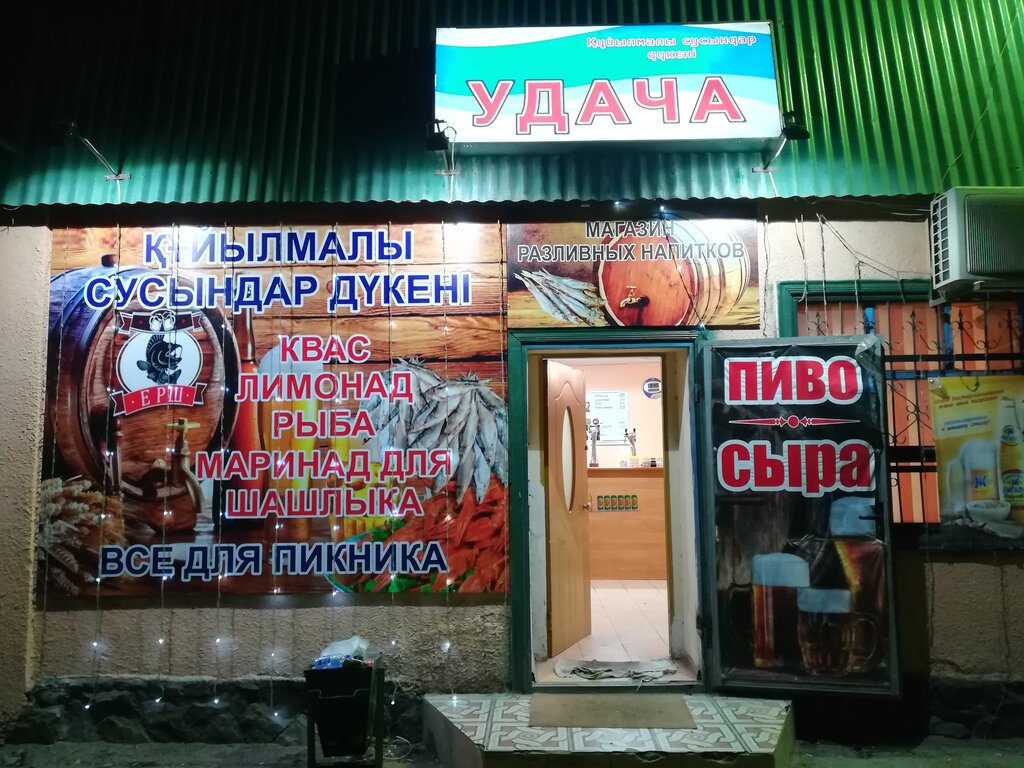 Құйылмалы сусындар
дүкені
УДАЧА
ҚҰЙЫЛМАЛЫ
СУСЫНДАР ДҮКЕНІ
ЕРШ
КВАС
ЛИМОНАД
РЫБА
МАРИНАД ДЛЯ
ШАШЛЫКА
ВСЕ ДЛЯ ПИКНИКА
МАГАЗИН
РАЗЛИВНЫХ НАПИТКОВ
ПИВО
сыра